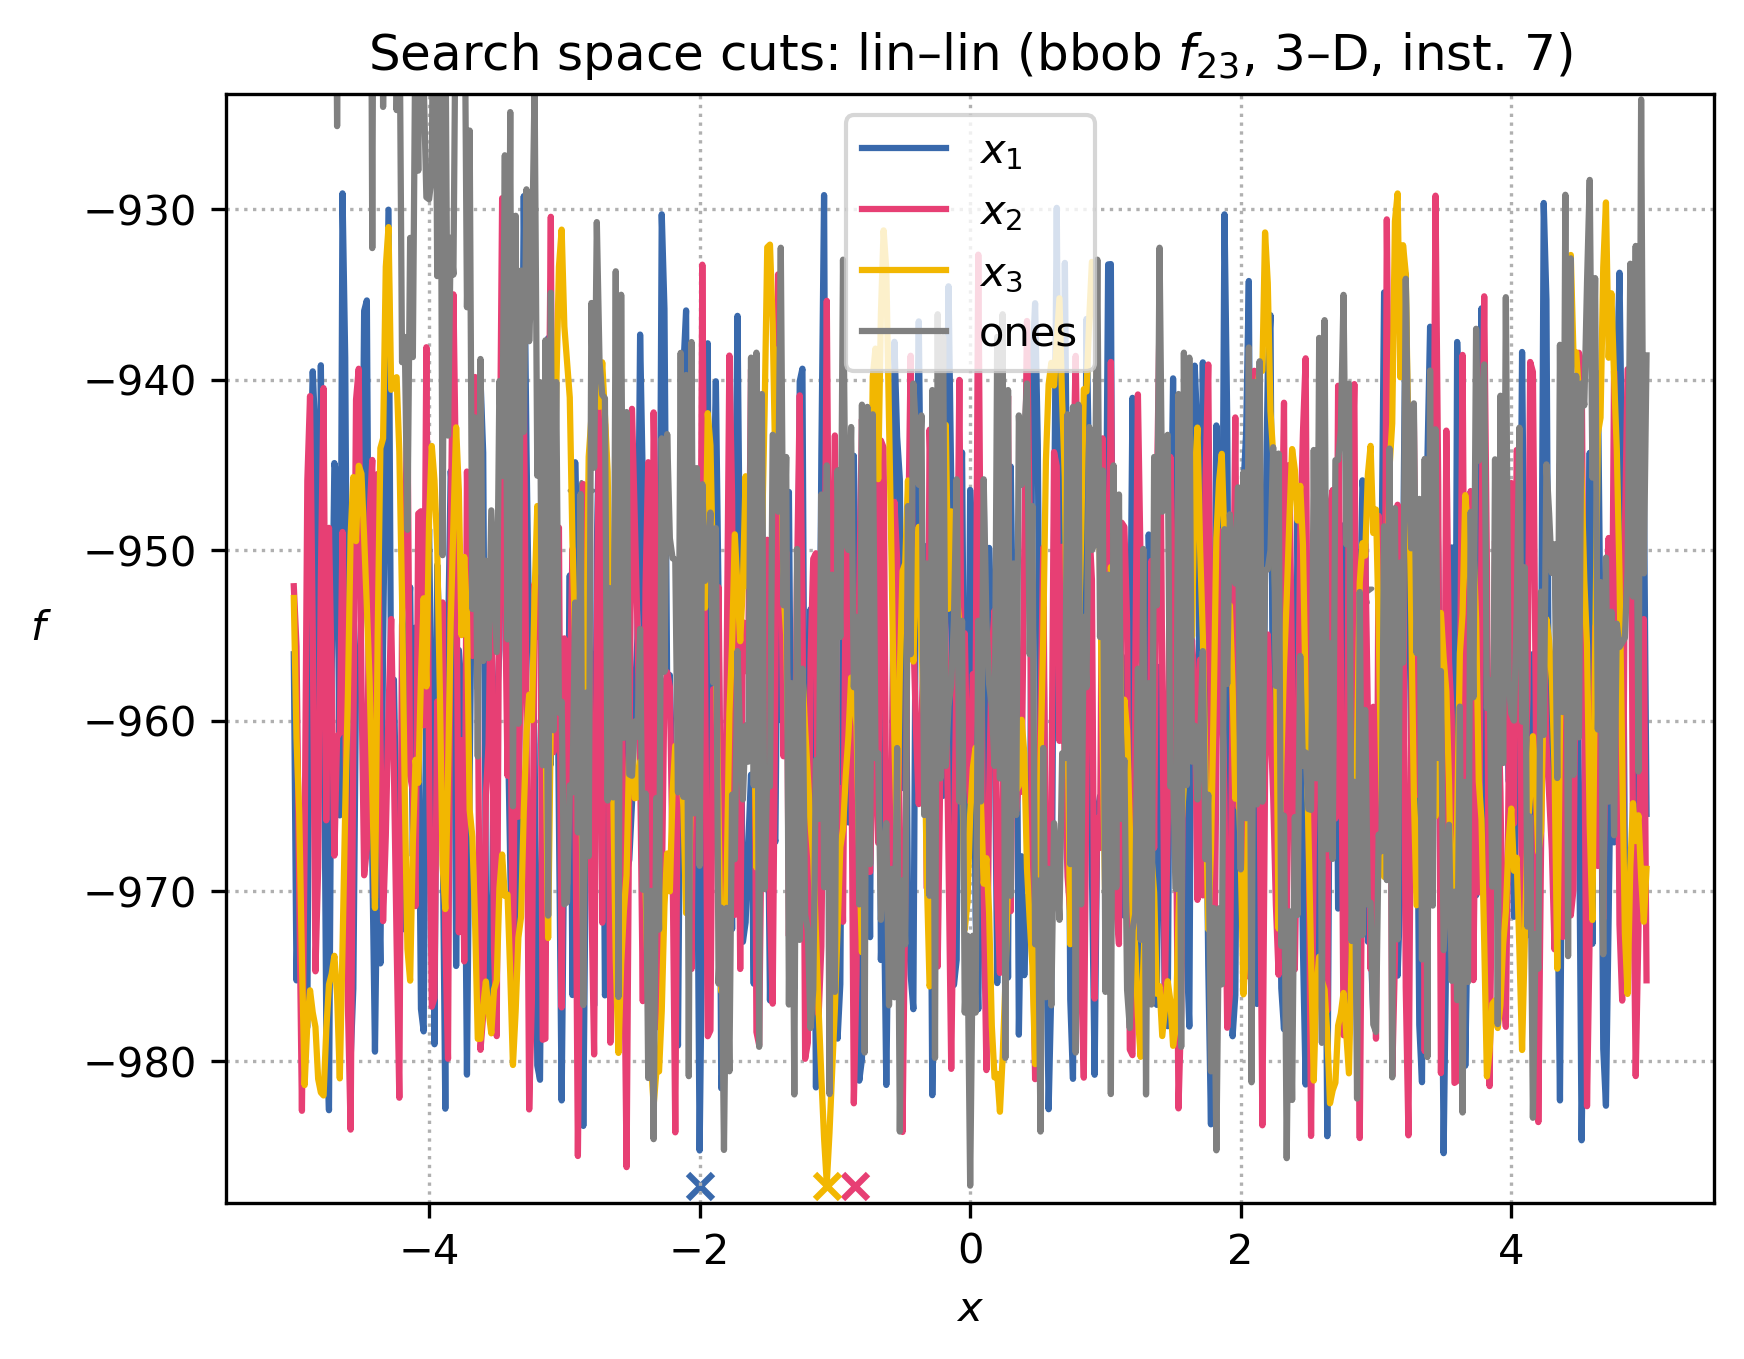 Search space cuts: lin–lin (bbob f₂₃, 3–D, inst. 7)
x₁
x₂
x₃
ones
−930
−940
−950
−960
−970
−980
f
−4
−2
0
2
4
x